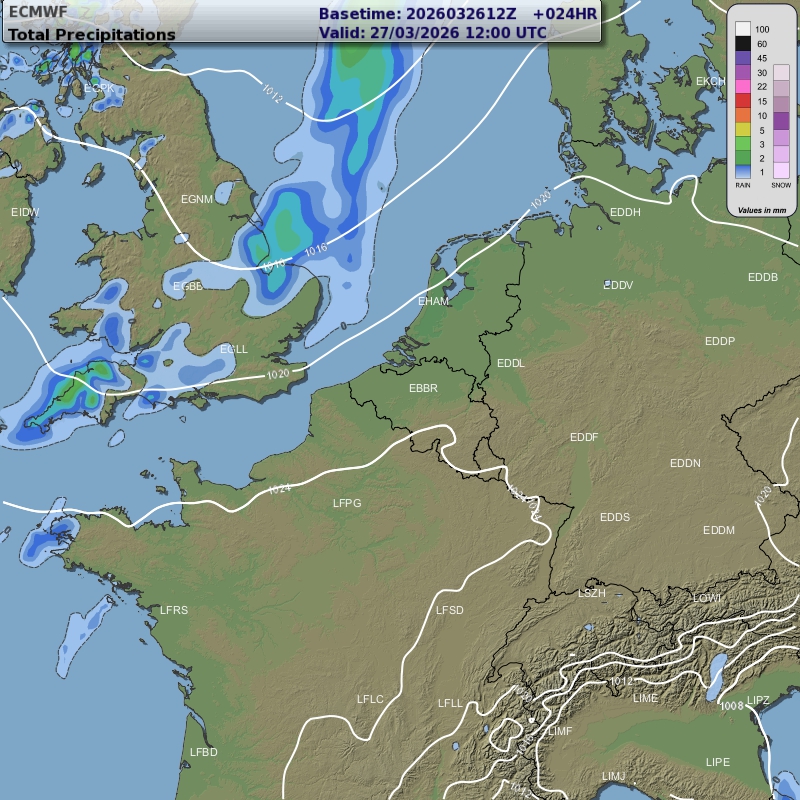 ECMWF
Basetime: 2026032612Z +024HR
Total Precipitations
Valid: 27/03/2026 12:00 UTC
100
60
45
30
22
15
10
5
3
2
1
RAIN SNOW
Values in mm
EGPK
EKCH
1012
EGNM
EIDW
1020
EDDH
1016
1016
EGBB
EDDV
EDDB
EHAM
EDDP
EGLL
EDDL
1020
EBBR
EDDF
EDDN
1024
LFPG
1020
1024
EDDS
EDDM
LSZH
LOWI
LFRS
LFSD
1012
LFLC
LFLL
LIME
1008
LIPZ
LIMF
1016
LFBD
LIPE
LIMJ
1012